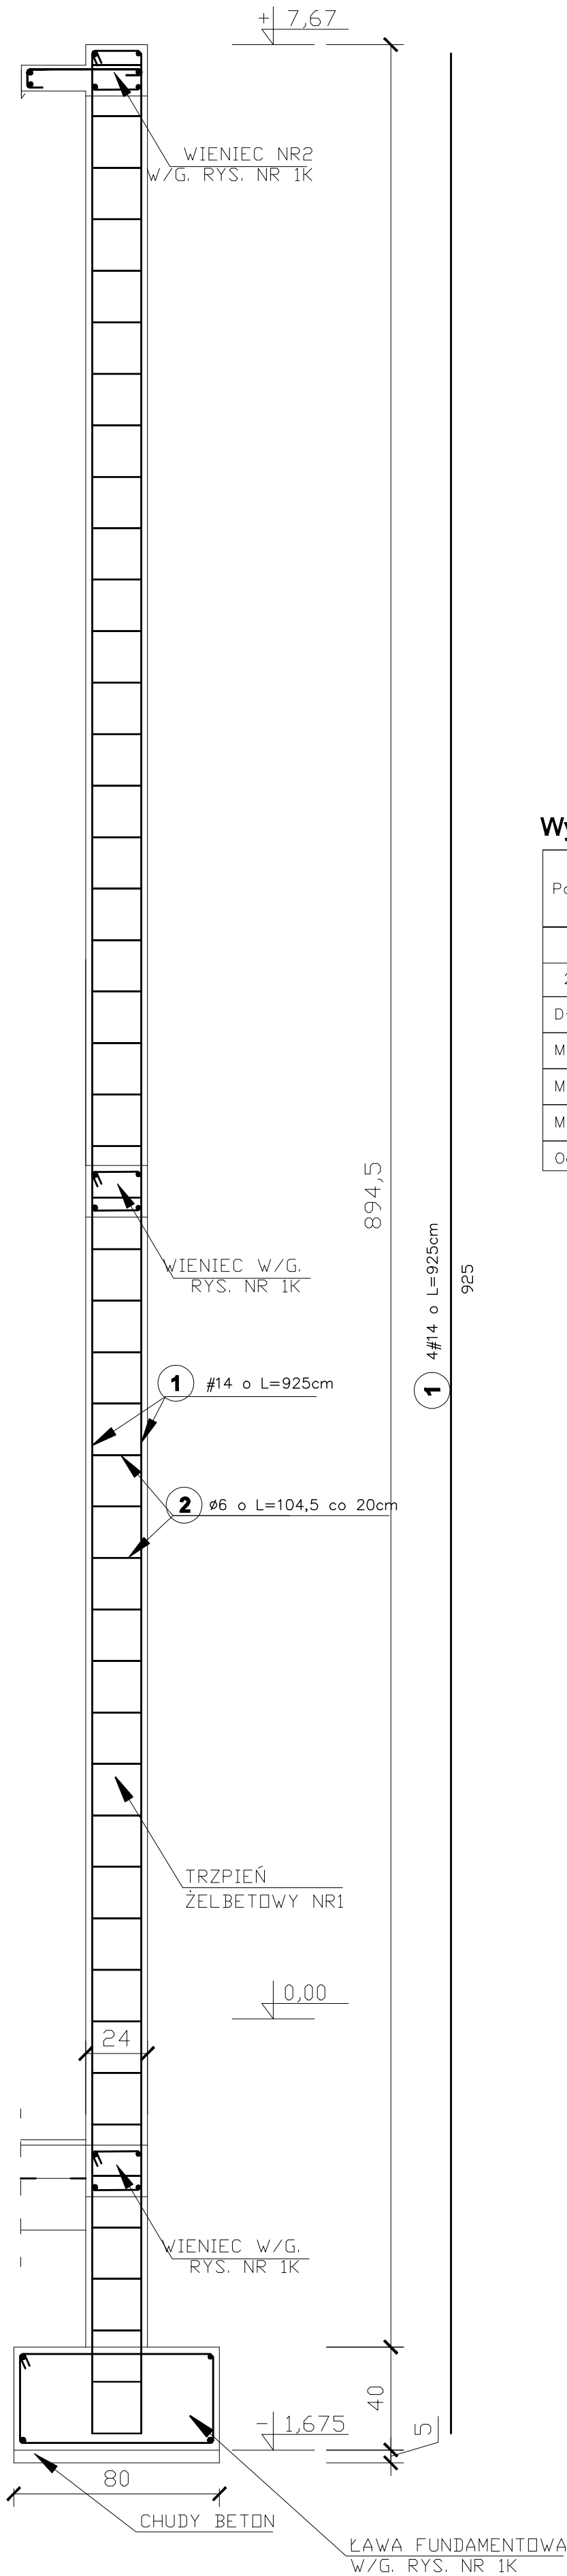 + 7,67
WIENIEC NR2
W/G. RYS. NR 1K
894,5
1 4#14 o L=925cm
925
WIENIEC W/G.
RYS. NR 1K
1 #14 o L=925cm
2 ø6 o L=104,5 co 20cm
TRZPIEŃ
ŻELBETOWY NR1
0,00
24
WIENIEC W/G.
RYS. NR 1K
- 1,675
40
5
80
CHUDY BETON
ŁAWA FUNDAMENTOWA
W/G. RYS. NR 1K